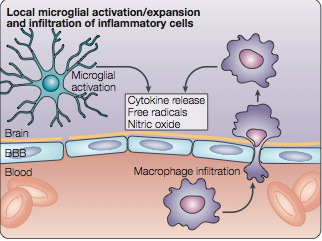 Local microglial activation/expansion
and infiltration of inflammatory cells
Microglial
activation
Cytokine release
Free radicals
Nitric oxide
Brain
BBB
Blood
Macrophage infiltration